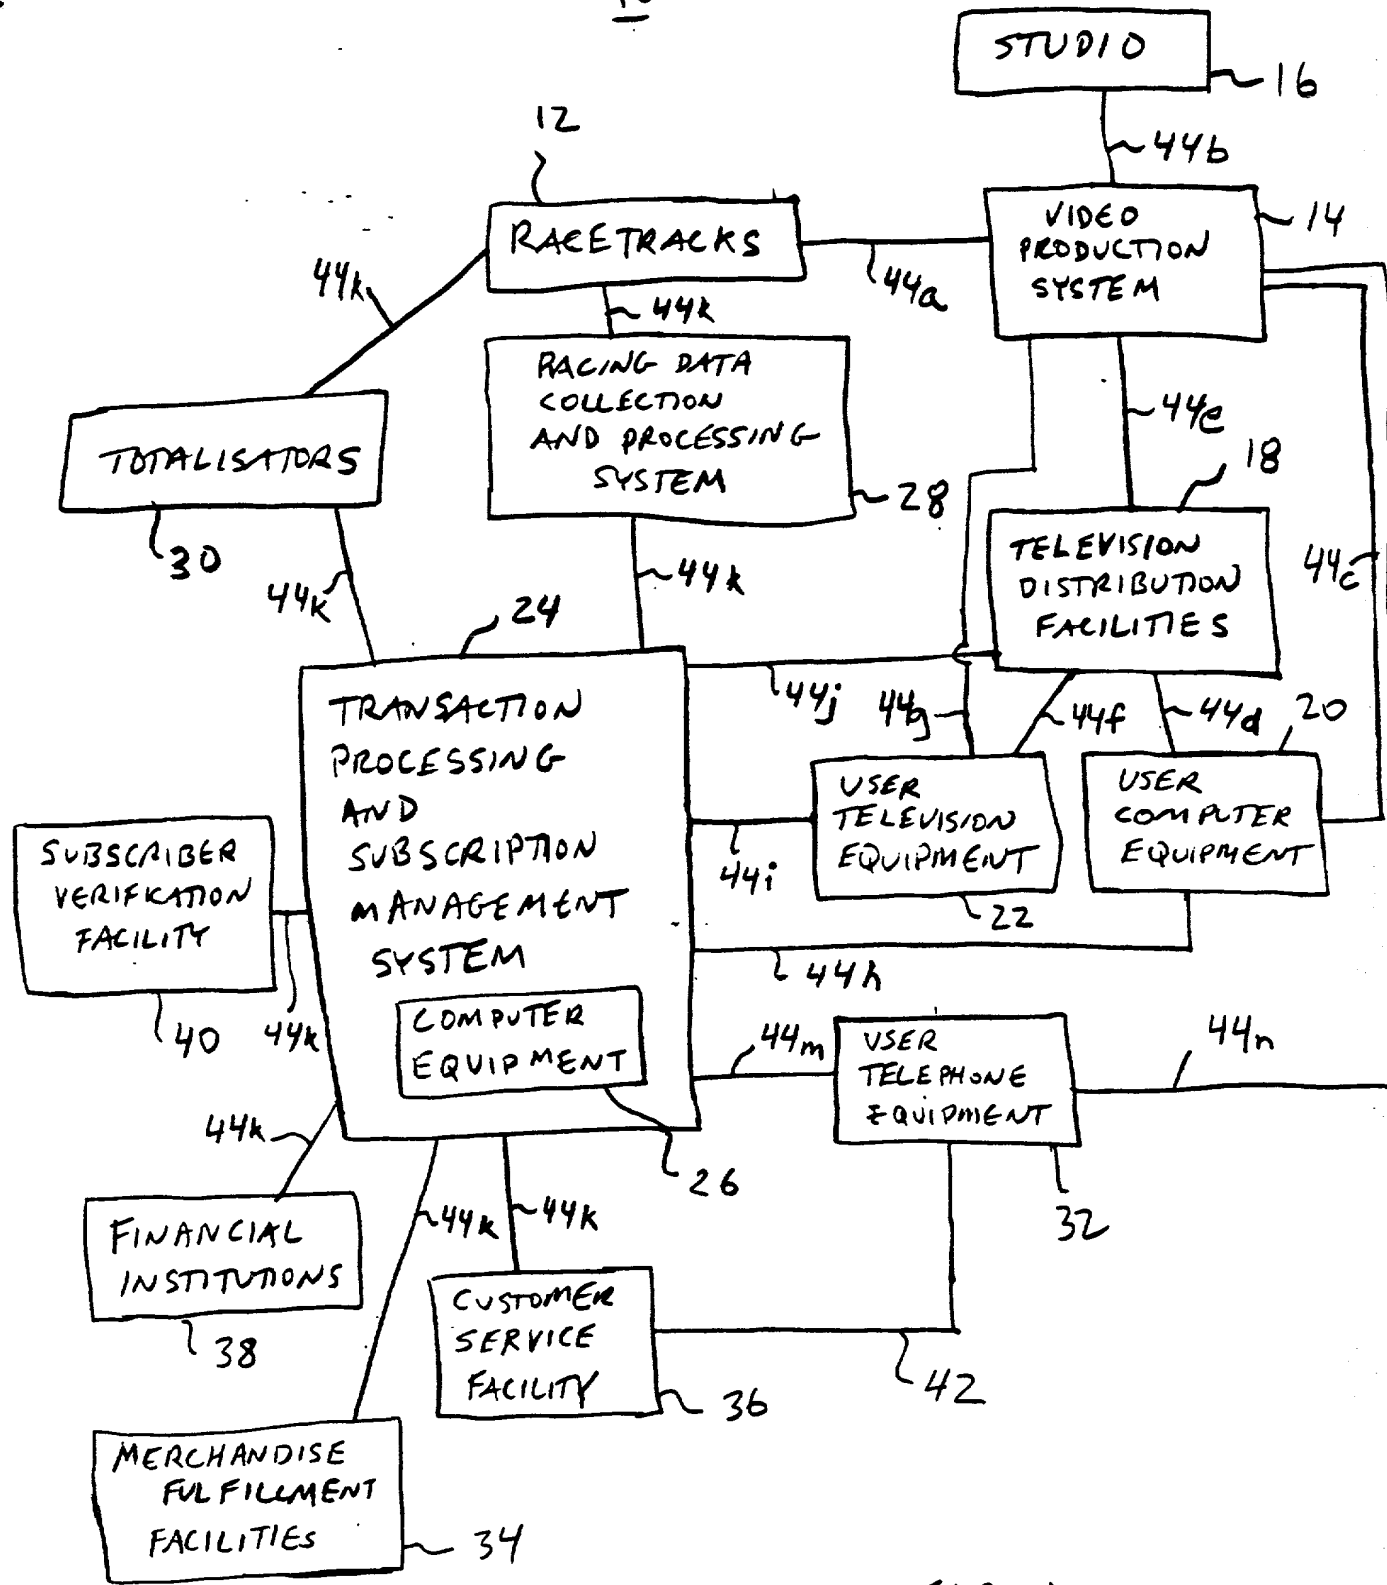 STUDIO
16
12
44b
VIDEO
PRODUCTION
SYSTEM
14
RACETRACKS
44a
44k
44k
RACING DATA
COLLECTION
AND PROCESSING
SYSTEM
28
44e
18
TOTALISATORS
30
44k
44k
24
TELEVISION
DISTRIBUTION
FACILITIES
44c
44j
44g
44f
44d
20
TRANSACTION
PROCESSING
AND
SUBSCRIPTION
MANAGEMENT
SYSTEM
USER
TELEVISION
EQUIPMENT
22
USER
COMPUTER
EQUIPMENT
44i
44h
SUBSCRIBER
VERIFICATION
FACILITY
40
44k
COMPUTER
EQUIPMENT
26
44m
USER
TELEPHONE
EQUIPMENT
32
44n
44k
44k
44k
FINANCIAL
INSTITUTIONS
38
CUSTOMER
SERVICE
FACILITY
36
42
MERCHANDISE
FULFILLMENT
FACILITIES
34